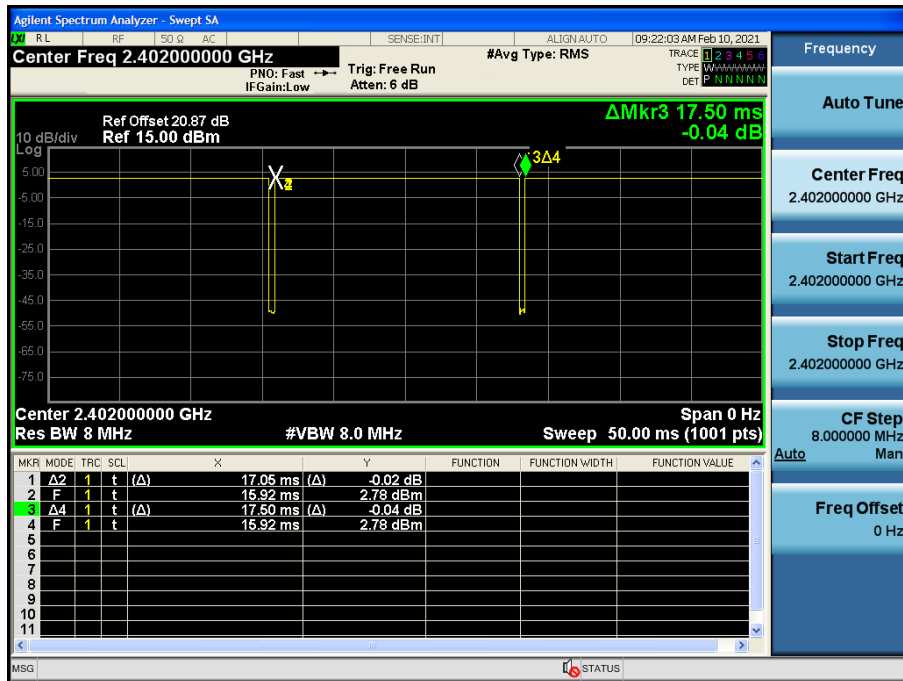 Agilent Spectrum Analyzer - Swept SA
LXI RL RF 50 Ω AC SENSE:INT ALIGN AUTO 09:22:03 AM Feb 10, 2021
Center Freq 2.402000000 GHz
PNO: Fast
IFGain:Low
Trig: Free Run
Atten: 6 dB
#Avg Type: RMS
TRACE 1 2 3 4 5 6
TYPE WWWWWW
DET P N N N N N
Ref Offset 20.87 dB
10 dB/div Ref 15.00 dBm
ΔMkr3 17.50 ms
-0.04 dB
Log
5.00
-5.00
-15.0
-25.0
-35.0
-45.0
-55.0
-65.0
-75.0
3Δ4
Center 2.402000000 GHz Span 0 Hz
Res BW 8 MHz #VBW 8.0 MHz Sweep 50.00 ms (1001 pts)
MKR MODE TRC SCL X Y FUNCTION FUNCTION WIDTH FUNCTION VALUE
1 Δ2 1 t (Δ) 17.05 ms (Δ) -0.02 dB
2 F 1 t 15.92 ms 2.78 dBm
3 Δ4 1 t (Δ) 17.50 ms (Δ) -0.04 dB
4 F 1 t 15.92 ms 2.78 dBm
5
6
7
8
9
10
11
MSG STATUS
Frequency
Auto Tune
Center Freq
2.402000000 GHz
Start Freq
2.402000000 GHz
Stop Freq
2.402000000 GHz
CF Step
8.000000 MHz
Auto Man
Freq Offset
0 Hz